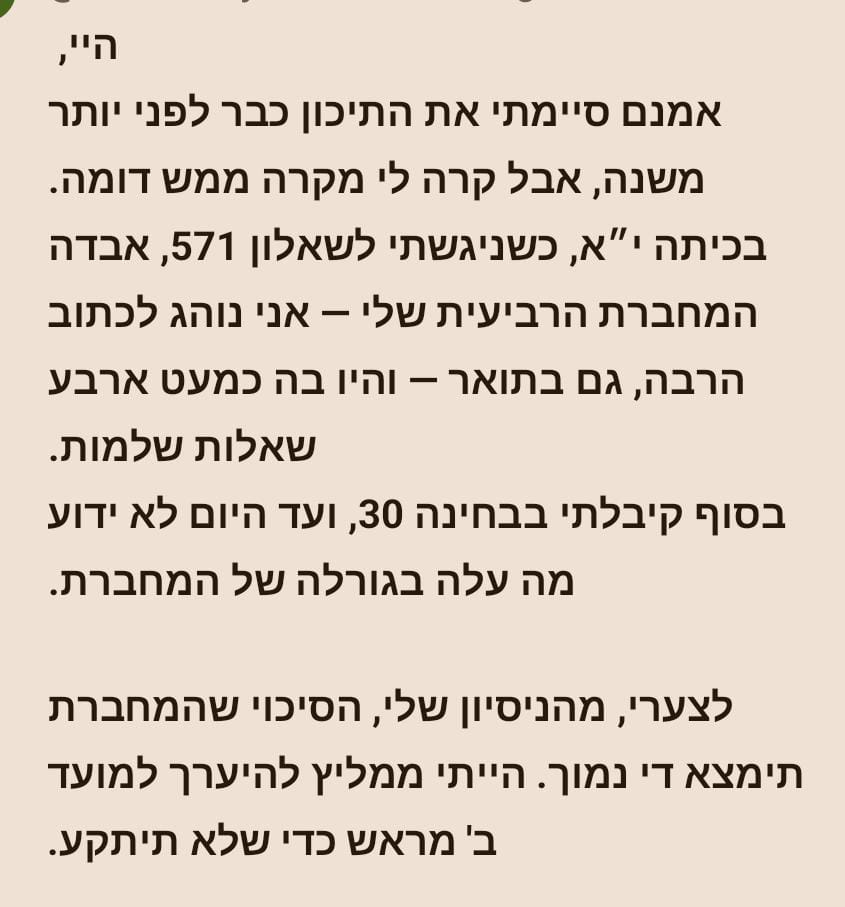 היי,
אמנם סיימתי את התיכון כבר לפני יותר
משנה, אבל קרה לי מקרה ממש דומה.
בכיתה י״א, כשניגשתי לשאלון 571, אבדה
המחברת הרביעית שלי – אני נוהג לכתוב
הרבה, גם בתואר – והיו בה כמעט ארבע
שאלות שלמות.
בסוף קיבלתי בבחינה 30, ועד היום לא ידוע
מה עלה בגורלה של המחברת.
לצערי, מהניסיון שלי, הסיכוי שהמחברת
תימצא די נמוך. הייתי ממליץ להיערך למועד
ב' מראש כדי שלא תיתקע.